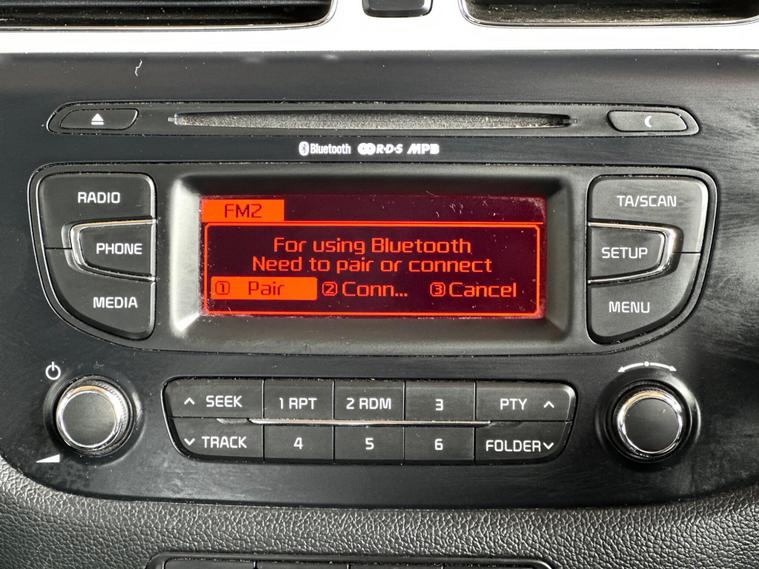 Bluetooth R·D·S MP3
RADIO
PHONE
MEDIA
FM2
For using Bluetooth
Need to pair or connect
① Pair ② Conn... ③ Cancel
TA/SCAN
SETUP
MENU
SEEK 1 RPT 2 RDM 3 PTY
TRACK 4 5 6 FOLDER